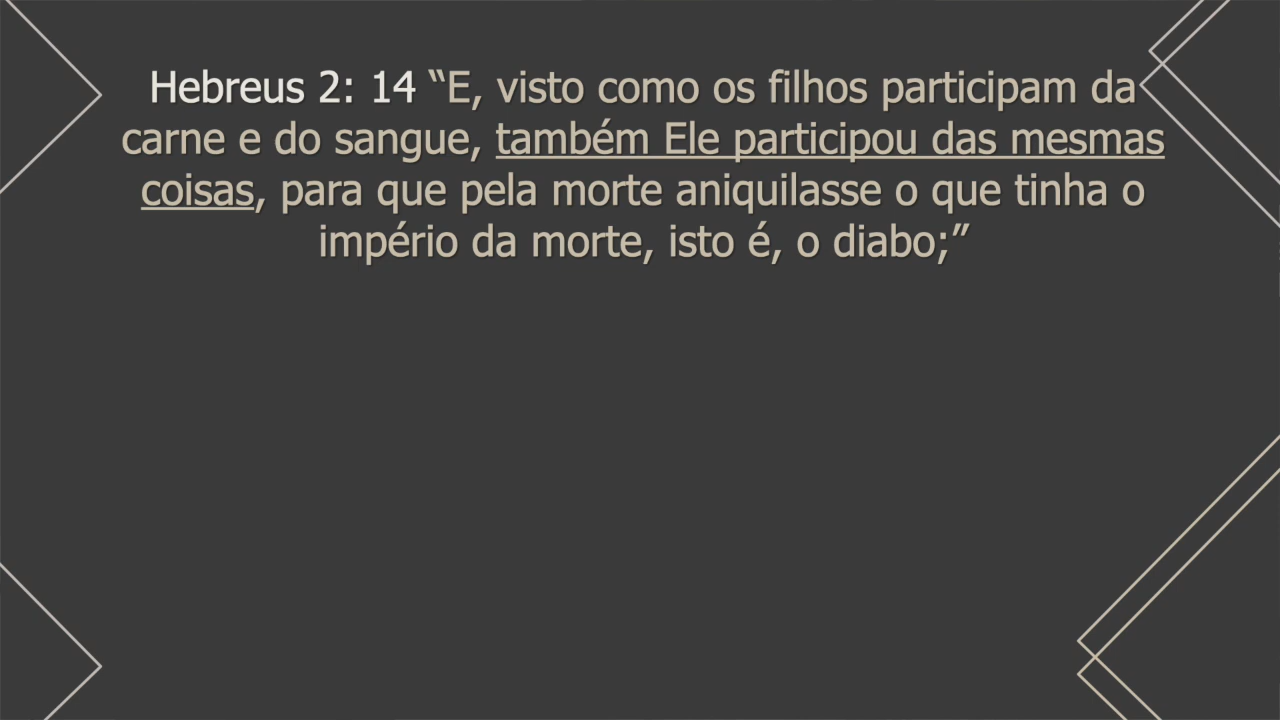 Hebreus 2: 14 “E, visto como os filhos participam da
carne e do sangue, também Ele participou das mesmas
coisas, para que pela morte aniquilasse o que tinha o
império da morte, isto é, o diabo;”